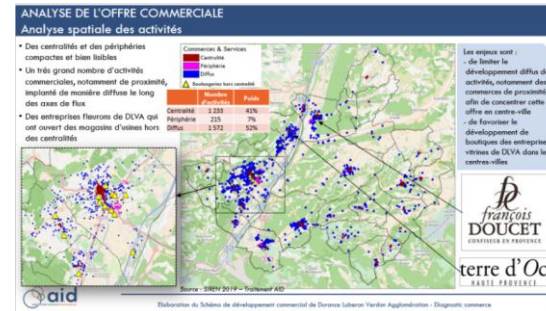 ANALYSE DE L'OFFRE COMMERCIALE
Analyse spatiale des activités
• Des centralités et des périphéries
compactes et bien lisibles
• Un très grand nombre d'activités
commerciales, notamment de proximité,
implanté de manière diffuse le long
des axes de flux
• Des entreprises fleurons de DLVA qui
ont ouvert des magasins d'usines hors
des centralités
Commerces & Services
Centralité
Périphérie
Diffus
Boulangeries hors centralité
Nombre d'activités Poids
Centralité 1 233 41%
Périphérie 215 7%
Diffus 1 572 52%
Les enjeux sont :
- de limiter le
développement diffus d
activités, notamment des
commerces de proximité
afin de concentrer cette
offre en centre-ville
- de favoriser le
développement de
boutiques des entreprise
vitrines de DLVA dans le
centres-villes
françois
DOUCET
CONFISEUR EN PROVENCE
terre d'Oc
HAUTE PROVENCE
Source - SIREN 2019 – Traitement AID
aid
Elaboration du Schéma de développement commercial de Durance Luberon Verdon Agglomération - Diagnostic commerce